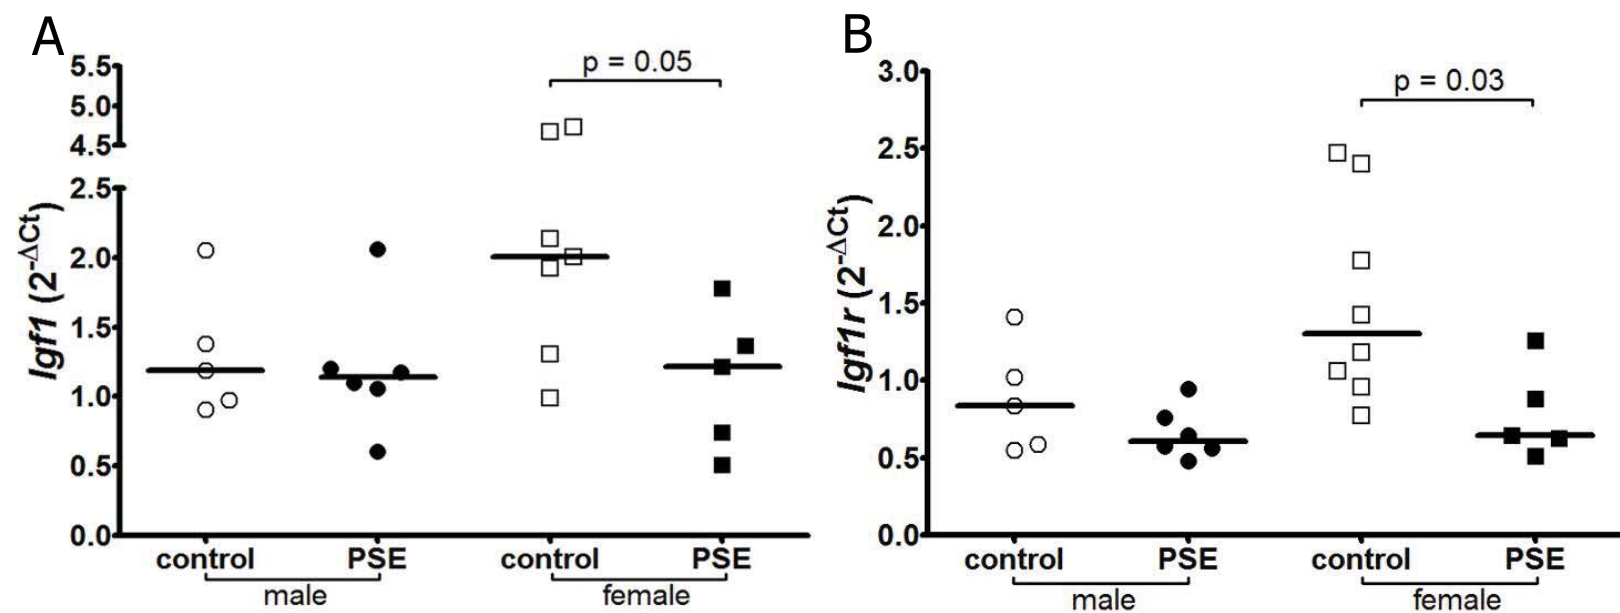 A
p = 0.05
5.5
5.0
4.5
2.5
2.0
1.5
1.0
0.5
0.0
Igf1 (2^-ΔCt)
control PSE control PSE
male female
B
p = 0.03
3.0
2.5
2.0
1.5
1.0
0.5
0.0
Igf1r (2^-ΔCt)
control PSE control PSE
male female